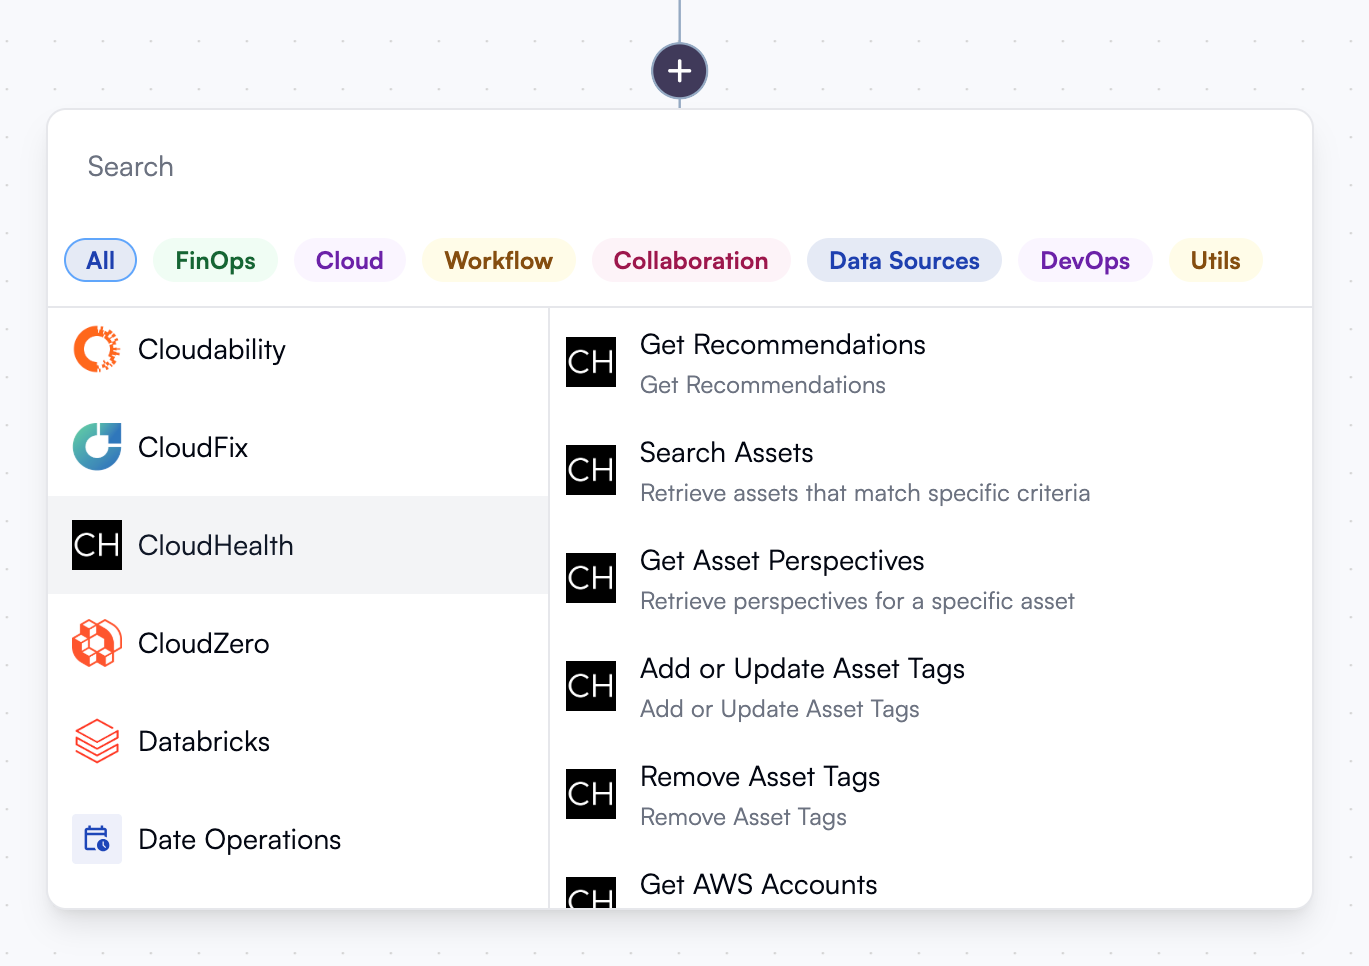 Search
All FinOps Cloud Workflow Collaboration Data Sources DevOps Utils
Cloudability
CloudFix
CH CloudHealth
CloudZero
Databricks
Date Operations
CH Get Recommendations
Get Recommendations
CH Search Assets
Retrieve assets that match specific criteria
CH Get Asset Perspectives
Retrieve perspectives for a specific asset
CH Add or Update Asset Tags
Add or Update Asset Tags
CH Remove Asset Tags
Remove Asset Tags
CH Get AWS Accounts